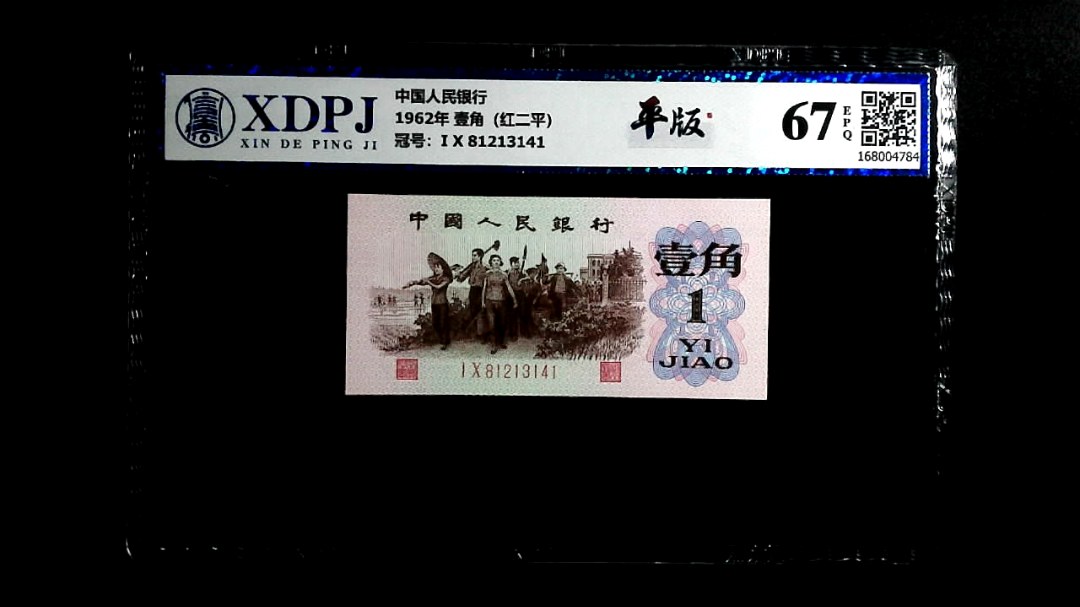 XDPJ
XIN DE PING JI
中国人民银行
1962年 壹角（红二平）
冠号：ⅠⅩ81213141
平版
67
EPQ
168004784
中國人民銀行
壹角
1
YI
JIAO
ⅠⅩ81213141